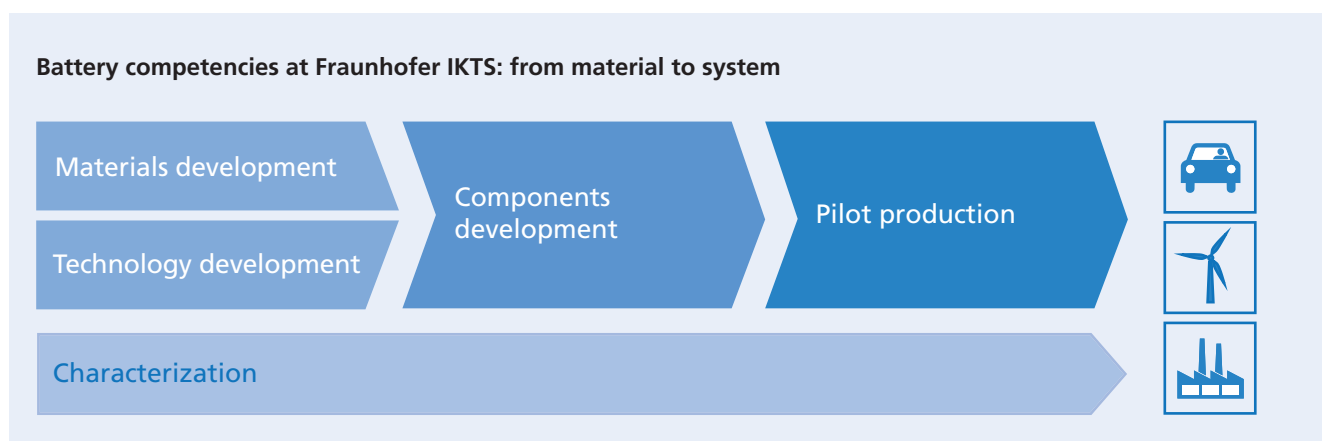 Battery competencies at Fraunhofer IKTS: from material to system
Materials development
Technology development
Components
development
Pilot production
Characterization